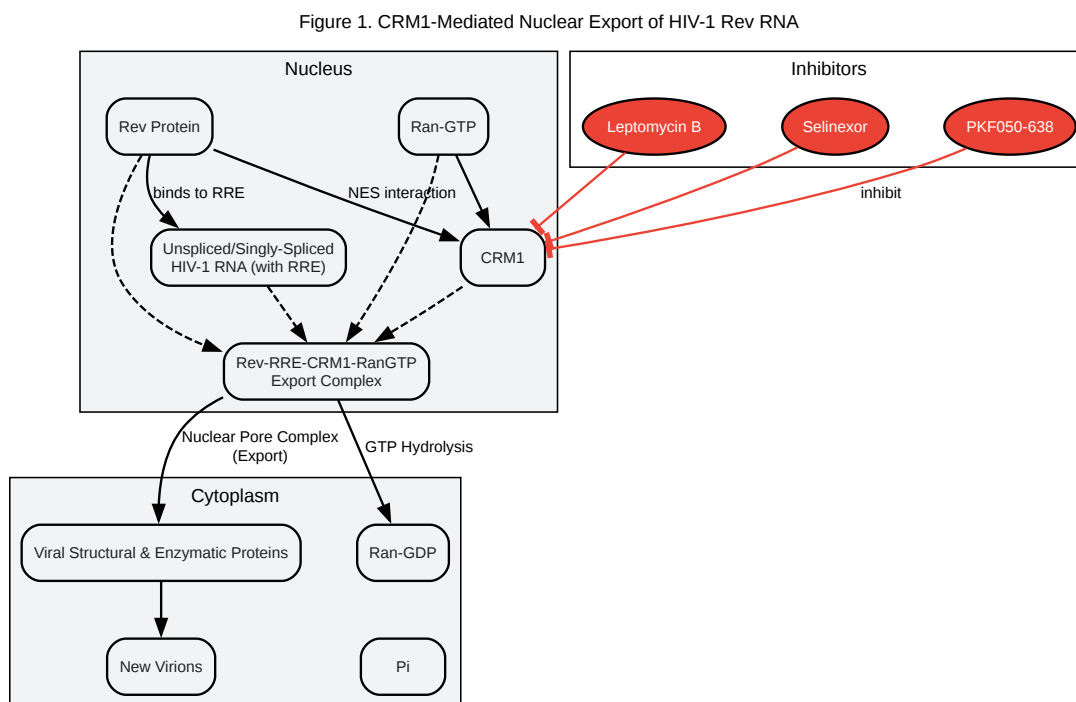 Figure 1. CRM1-Mediated Nuclear Export of HIV-1 Rev RNA
Nucleus
Inhibitors
Rev Protein
Ran-GTP
Leptomycin B
Selinexor
PKF050-638
binds to RRE
NES interaction
inhibit
Unspliced/Singly-Spliced
HIV-1 RNA (with RRE)
CRM1
Rev-RRE-CRM1-RanGTP
Export Complex
Nuclear Pore Complex
(Export)
GTP Hydrolysis
Cytoplasm
Viral Structural & Enzymatic Proteins
Ran-GDP
New Virions
Pi